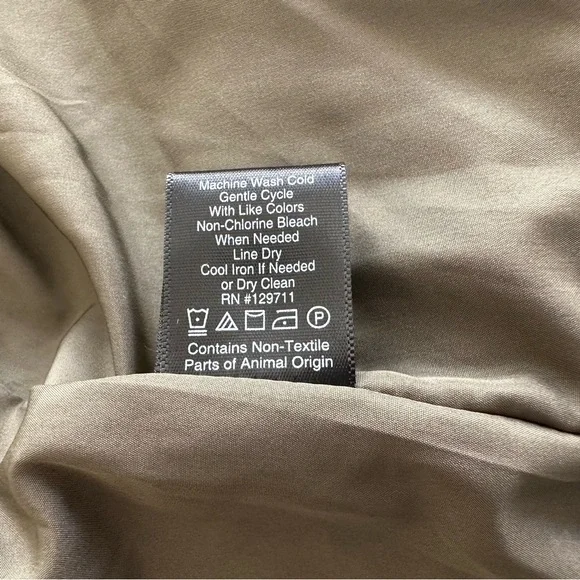 Machine Wash Cold
Gentle Cycle
With Like Colors
Non-Chlorine Bleach
When Needed
Line Dry
Cool Iron If Needed
or Dry Clean
RN #129711
P
Contains Non-Textile
Parts of Animal Origin